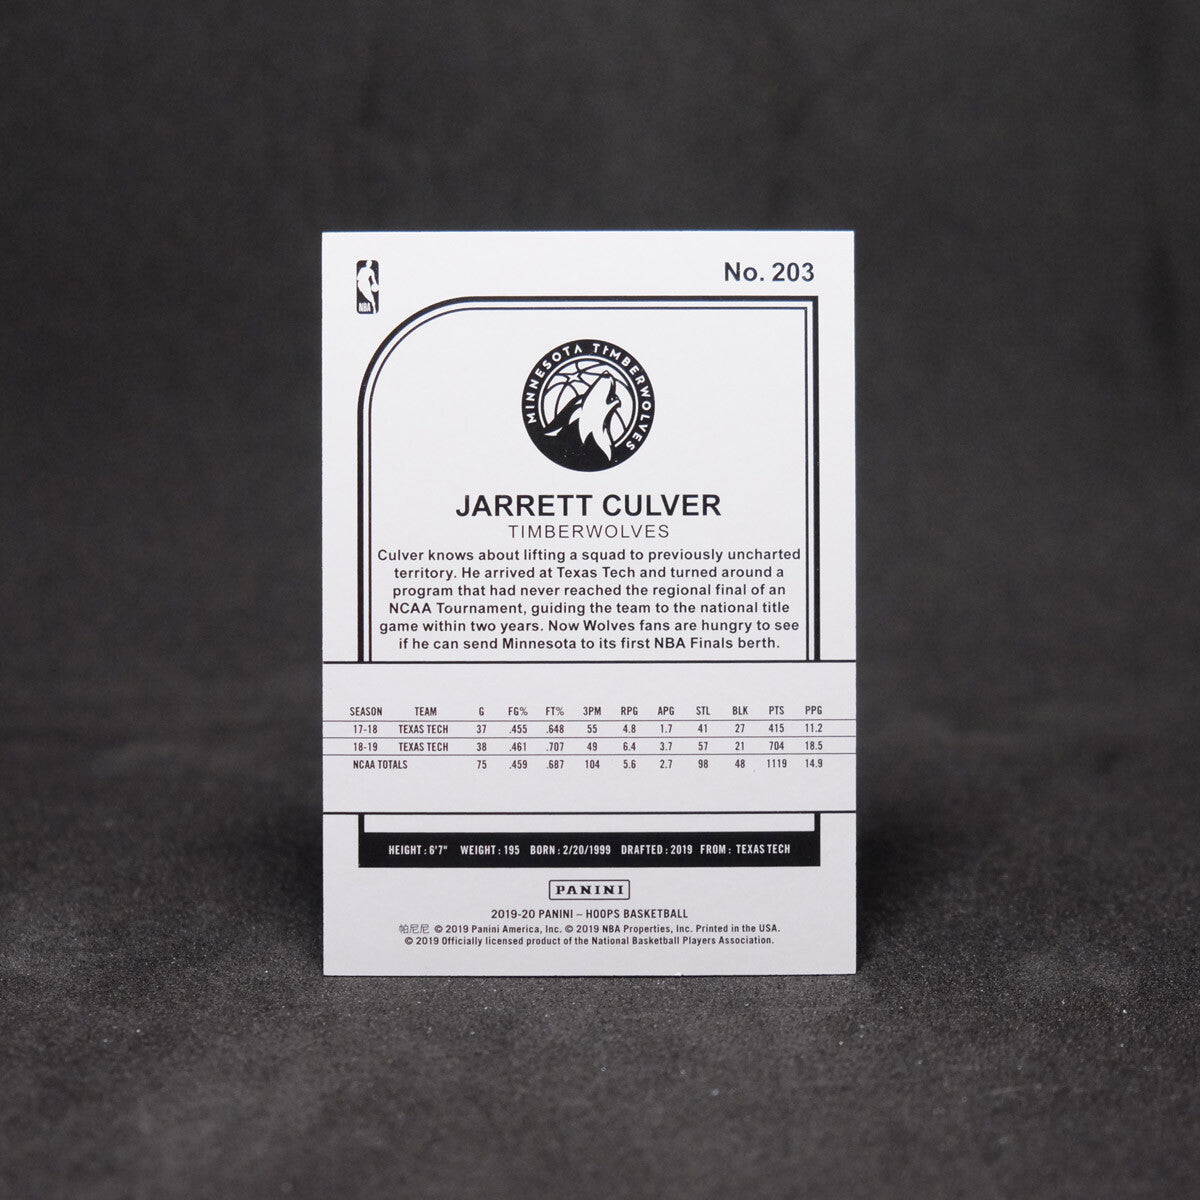 No. 203
NBA
MINNESOTA TIMBERWOLVES
JARRETT CULVER
TIMBERWOLVES
Culver knows about lifting a squad to previously uncharted
territory. He arrived at Texas Tech and turned around a
program that had never reached the regional final of an
NCAA Tournament, guiding the team to the national title
game within two years. Now Wolves fans are hungry to see
if he can send Minnesota to its first NBA Finals berth.
SEASON TEAM G FG% FT% 3PM RPG APG STL BLK PTS PPG
17-18 TEXAS TECH 37 .455 .648 55 4.8 1.7 41 27 415 11.2
18-19 TEXAS TECH 38 .461 .707 49 6.4 3.7 57 21 704 18.5
NCAA TOTALS 75 .459 .687 104 5.6 2.7 98 48 1119 14.9
HEIGHT : 6'7" WEIGHT : 195 BORN : 2/20/1999 DRAFTED : 2019 FROM : TEXAS TECH
PANINI
2019-20 PANINI – HOOPS BASKETBALL
帕尼尼 © 2019 Panini America, Inc. © 2019 NBA Properties, Inc. Printed in the USA.
© 2019 Officially licensed product of the National Basketball Players Association.